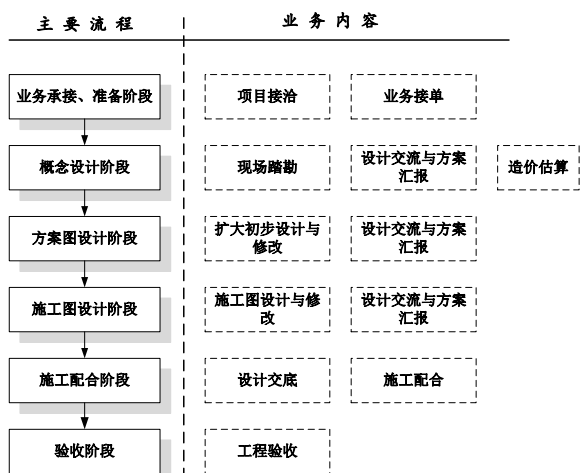 主要流程
业务内容
业务承接、准备阶段
项目接洽
业务接单
概念设计阶段
现场踏勘
设计交流与方案
汇报
造价估算
方案图设计阶段
扩大初步设计与
修改
设计交流与方案
汇报
施工图设计阶段
施工图设计与修
改
设计交流与方案
汇报
施工配合阶段
设计交底
施工配合
验收阶段
工程验收